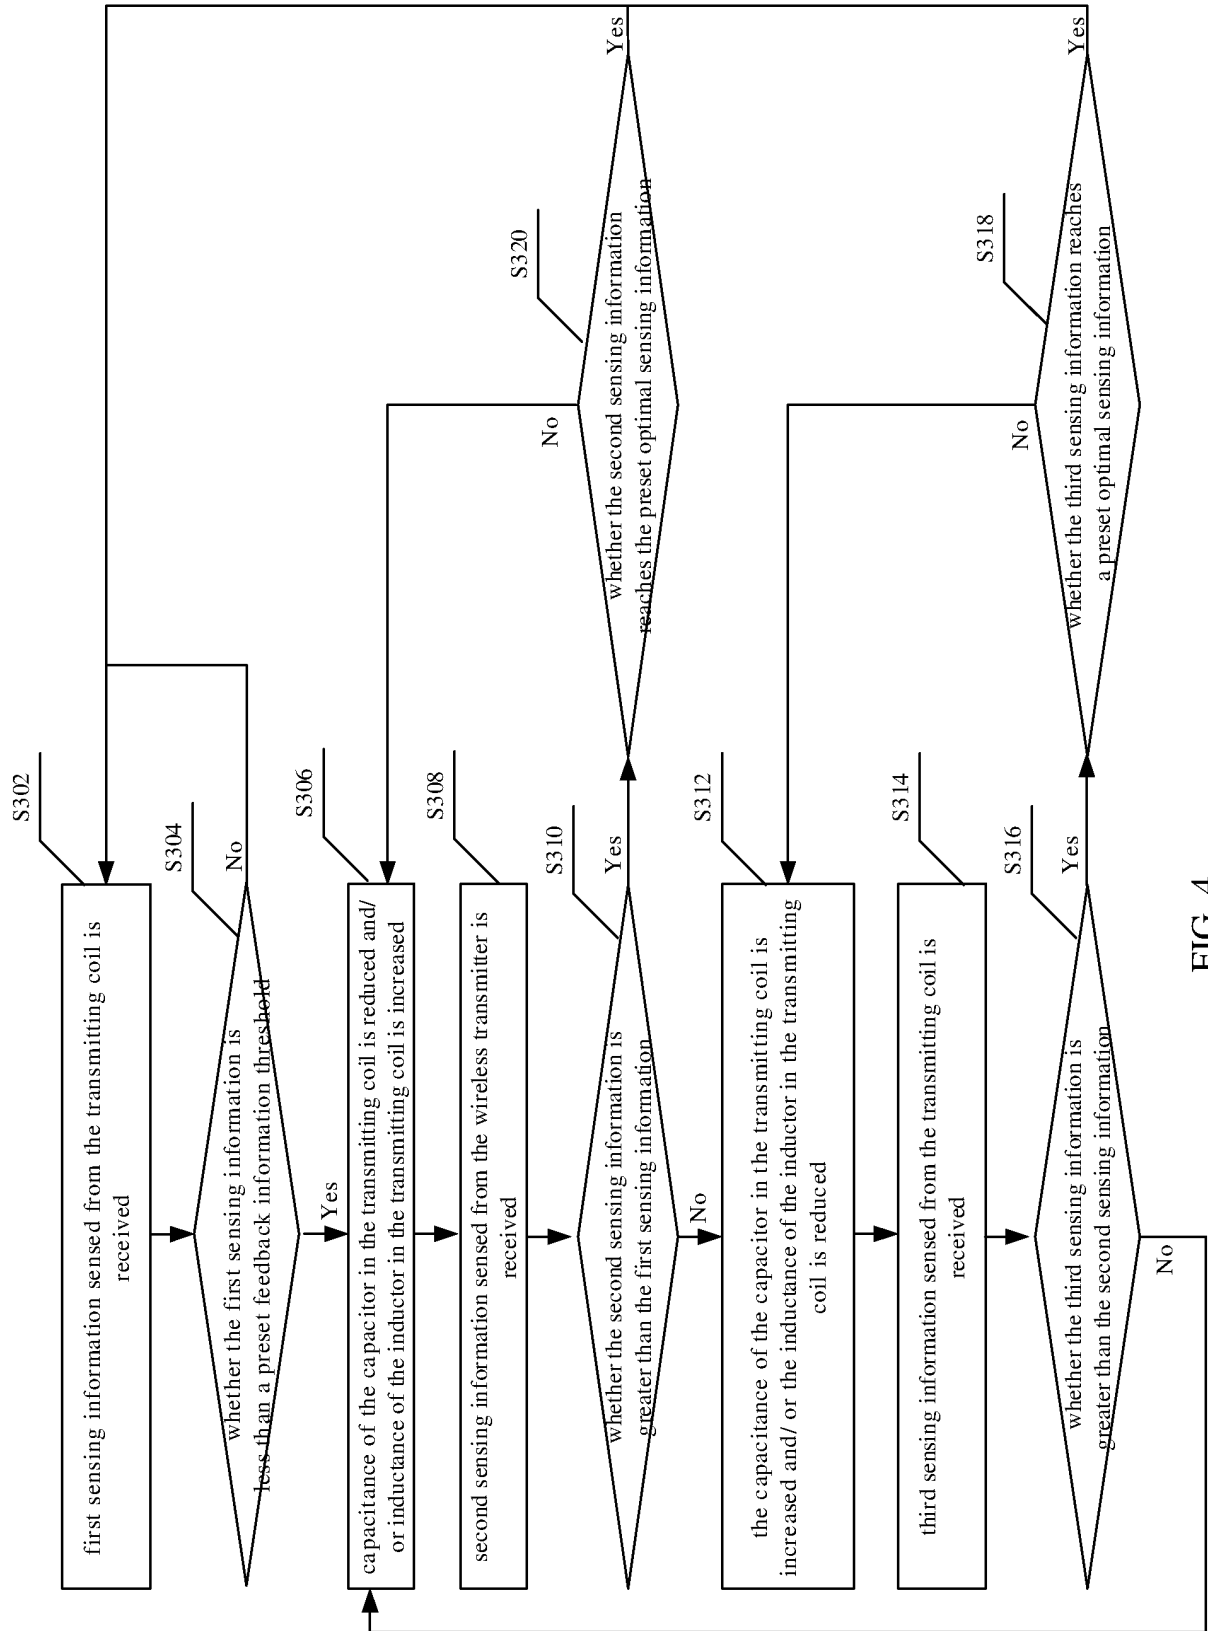 S302
first sensing information sensed from the transmitting coil is
received
S304
whether the first sensing information is
less than a preset feedback information threshold
No
Yes
S306
capacitance of the capacitor in the transmitting coil is reduced and/
or inductance of the inductor in the transmitting coil is increased
S308
second sensing information sensed from the wireless transmitter is
received
S310
whether the second sensing information is
greater than the first sensing information
Yes
No
S320
whether the second sensing information
reaches the preset optimal sensing information
Yes
No
S312
the capacitance of the capacitor in the transmitting coil is
increased and/ or the inductance of the inductor in the transmitting
coil is reduced
S314
third sensing information sensed from the transmitting coil is
received
S316
whether the third sensing information is
greater than the second sensing information
Yes
No
S318
whether the third sensing information reaches
a preset optimal sensing information
Yes
No
FIG. 4